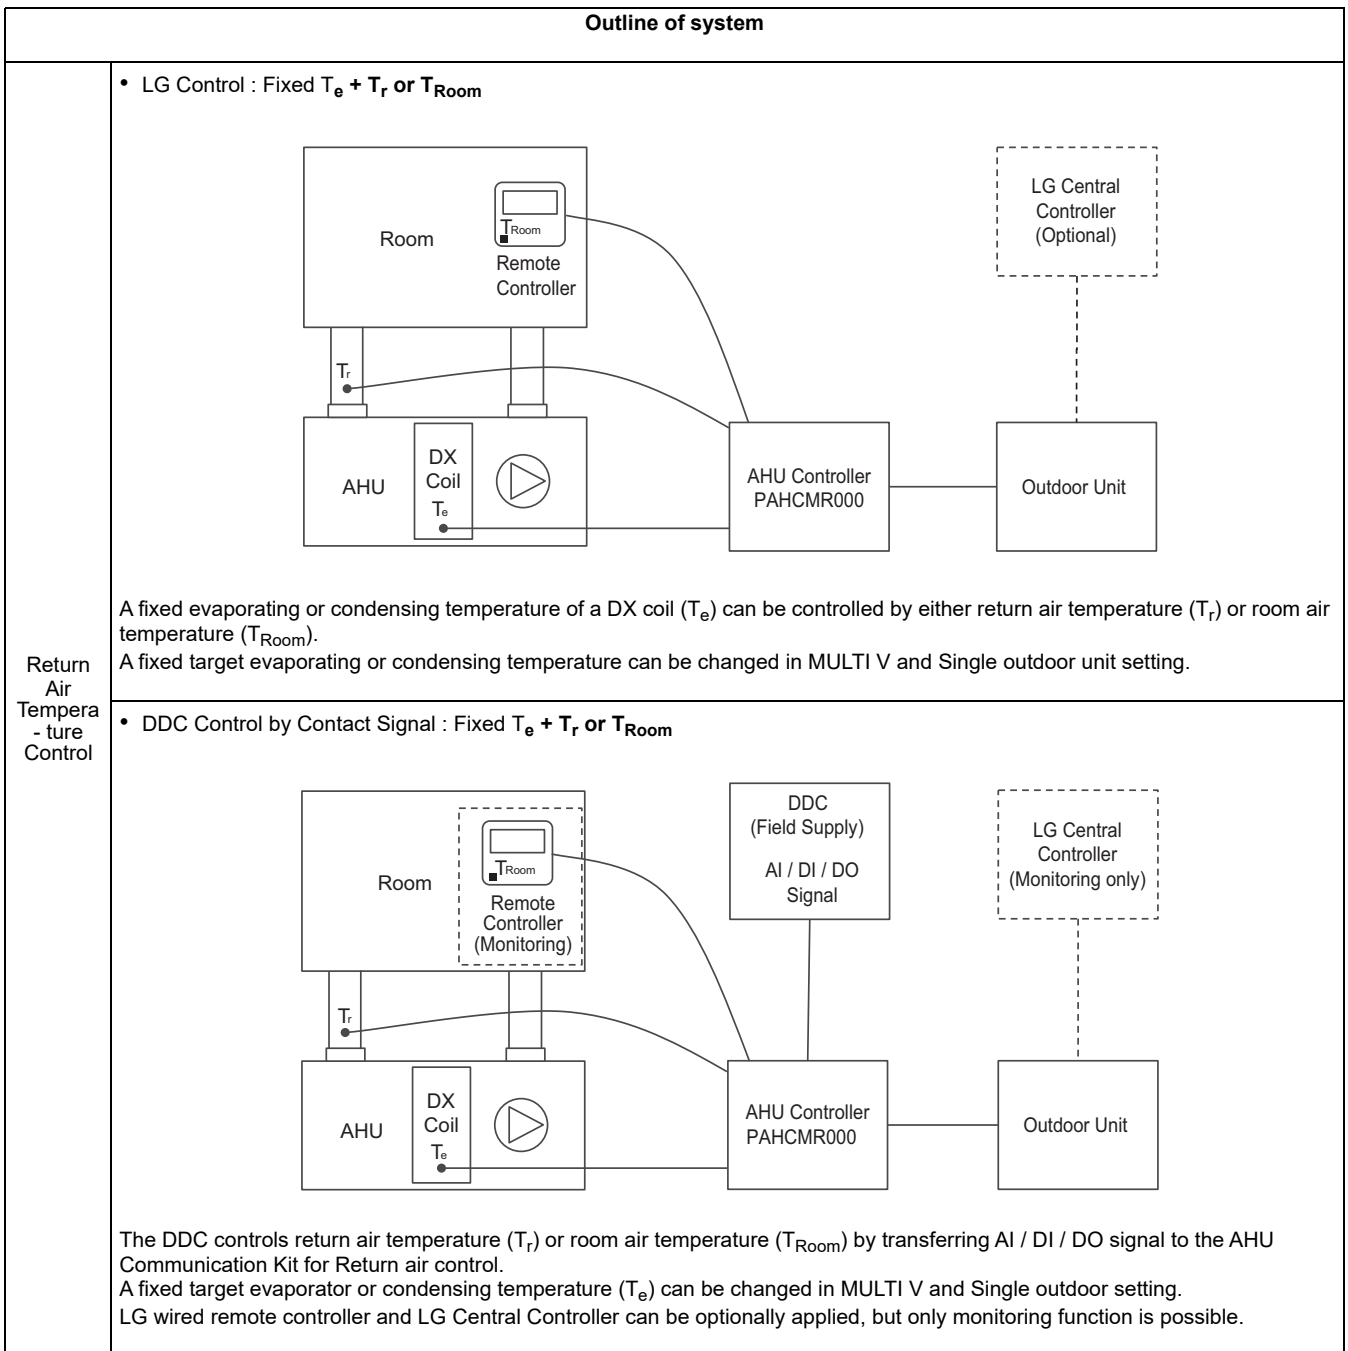 Outline of system
Return
Air
Tempera
- ture
Control
• LG Control : Fixed Te + Tr or TRoom
Room
TRoom
Remote
Controller
LG Central
Controller
(Optional)
Tr
AHU
DX
Coil
Te
AHU Controller
PAHCMR000
Outdoor Unit
A fixed evaporating or condensing temperature of a DX coil (Te) can be controlled by either return air temperature (Tr) or room air
temperature (TRoom).
A fixed target evaporating or condensing temperature can be changed in MULTI V and Single outdoor unit setting.
• DDC Control by Contact Signal : Fixed Te + Tr or TRoom
Room
TRoom
Remote
Controller
(Monitoring)
DDC
(Field Supply)
AI / DI / DO
Signal
LG Central
Controller
(Monitoring only)
Tr
AHU
DX
Coil
Te
AHU Controller
PAHCMR000
Outdoor Unit
The DDC controls return air temperature (Tr) or room air temperature (TRoom) by transferring AI / DI / DO signal to the AHU
Communication Kit for Return air control.
A fixed target evaporator or condensing temperature (Te) can be changed in MULTI V and Single outdoor setting.
LG wired remote controller and LG Central Controller can be optionally applied, but only monitoring function is possible.